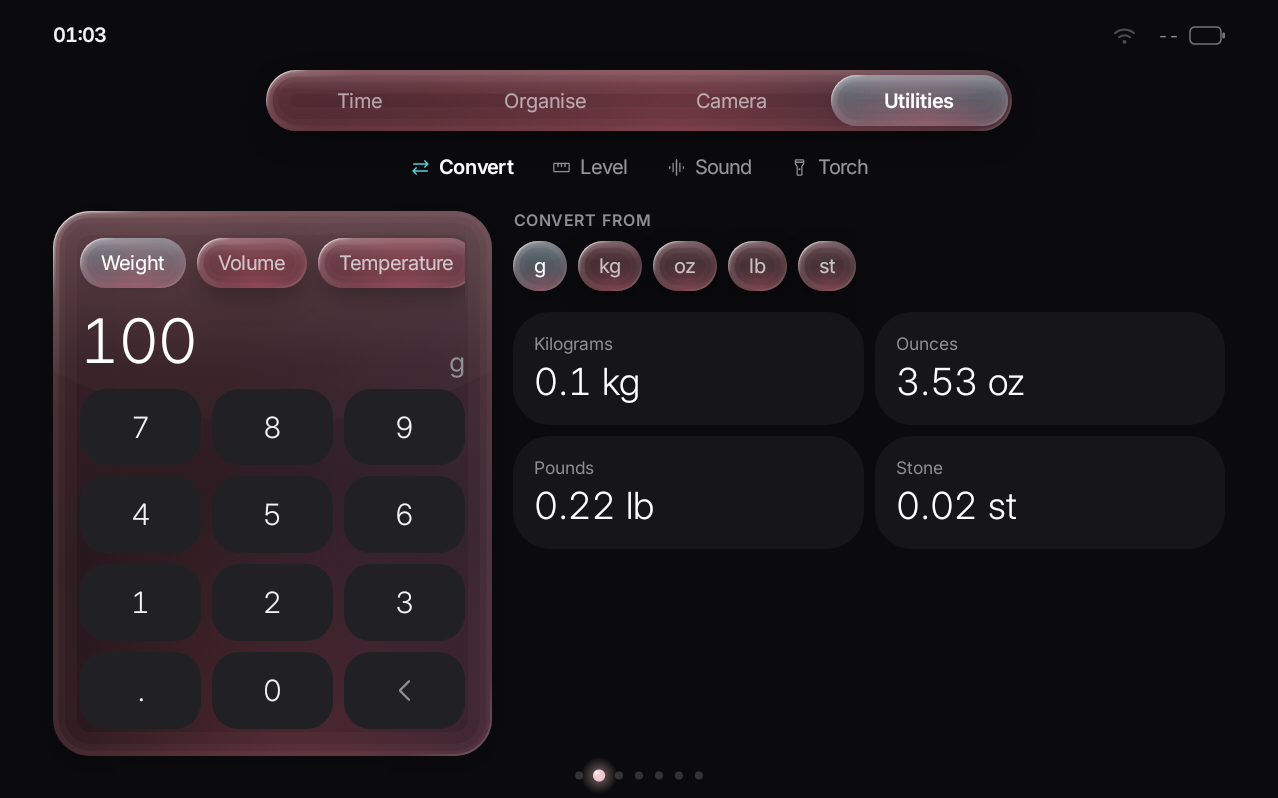 01:03
--
Time Organise Camera Utilities
Convert Level Sound Torch
Weight Volume Temperature
100
g
7 8 9
4 5 6
1 2 3
. 0
CONVERT FROM
g kg oz lb st
Kilograms
0.1 kg
Ounces
3.53 oz
Pounds
0.22 lb
Stone
0.02 st